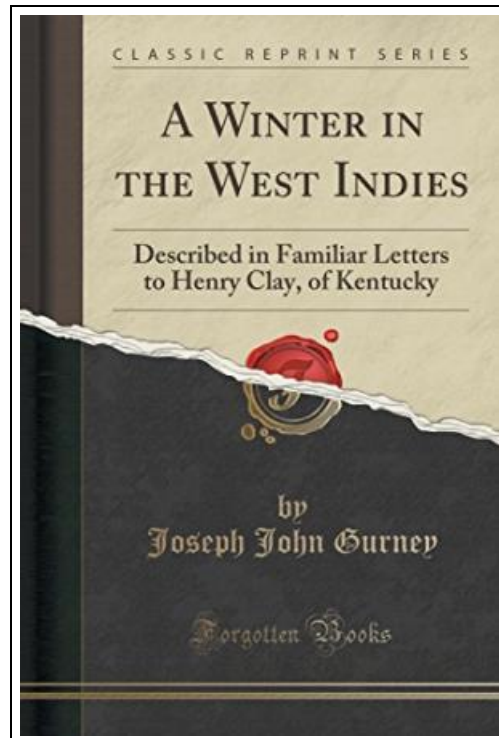 CLASSIC REPRINT SERIES
A WINTER IN
THE WEST INDIES
Described in Familiar Letters
to Henry Clay, of Kentucky
by
Joseph John Gurney
Forgotten Books